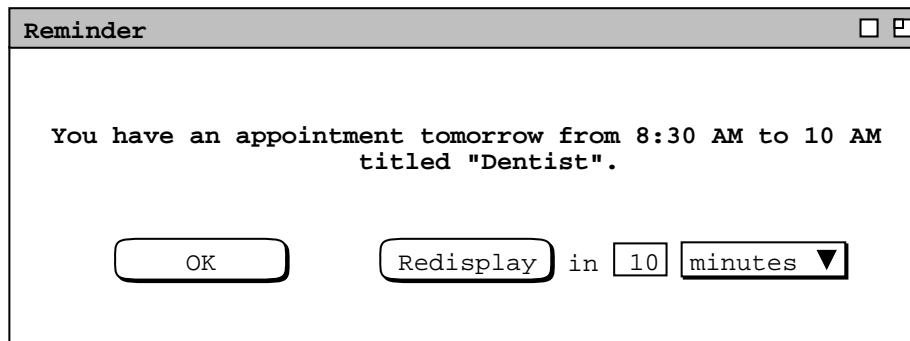 Reminder
You have an appointment tomorrow from 8:30 AM to 10 AM
titled "Dentist".
OK Redisplay in 10 minutes